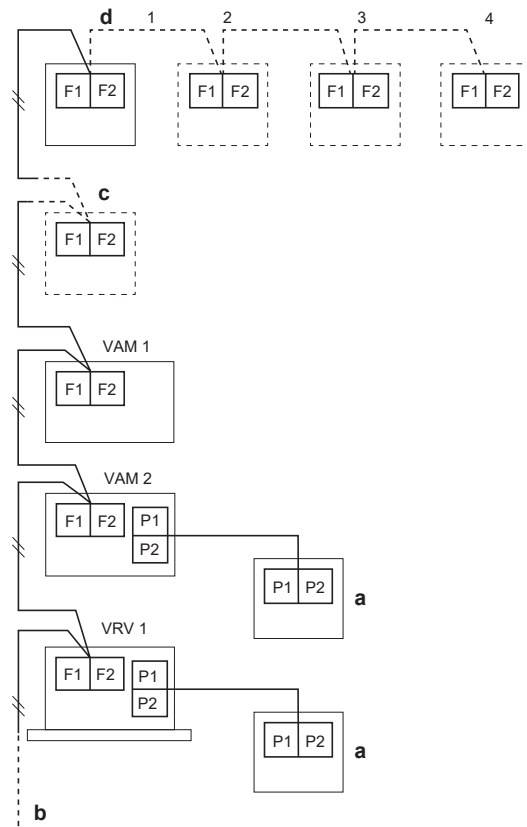 d 1 2 3 4
F1 F2 F1 F2 F1 F2 F1 F2
c
F1 F2
VAM 1
F1 F2
VAM 2
F1 F2 P1
P2
P1 P2 a
VRV 1
F1 F2 P1
P2
P1 P2 a
b